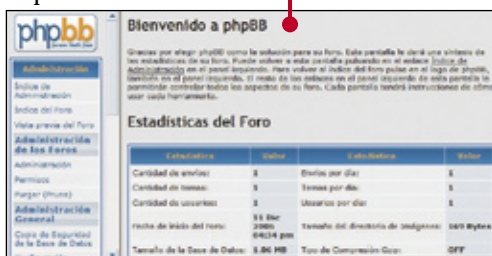 phpbb
Administración
Índice de
Administración
Índice del Foro
Vista previa del Foro
Administración
de los Foros
Administración
Permisos
Purgar (Prune)
Administración
General
Copia de Seguridad
de la Base de Datos
Bienvenido a phpBB
Gracias por elegir phpBB como la solución para su foro. Esta pantalla le dará una síntesis de
las estadísticas de su foro. Puede volver a esta pantalla pulsando en el enlace Índice de
Administración en el panel izquierdo. Para volver al índice del foro pulse en el logo de phpBB,
también en el panel izquierdo. El resto de los enlaces en el panel izquierdo de esta pantalla le
permitirán controlar todos los aspectos de su foro. Cada pantalla tendrá instrucciones de cómo
usar cada herramienta.
Estadísticas del Foro
Estadística Valor Estadística Valor
Cantidad de envíos: 1 Envíos por día: 1
Cantidad de temas: 1 Temas por día: 1
Cantidad de usuarios: 1 Usuarios por día: 1
Fecha de inicio del foro: 11 Dic 2005 04:34 pm Tamaño del directorio de imágenes: 169 Bytes
Tamaño de la Base de Datos: 1.06 MB Tipo de Compresión Gzip: OFF